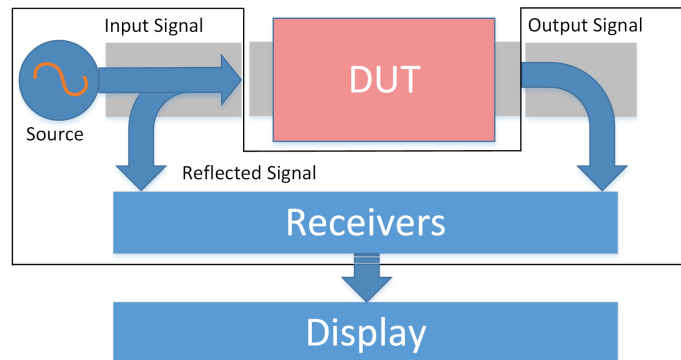 Input Signal
Output Signal
DUT
Source
Reflected Signal
Receivers
Display